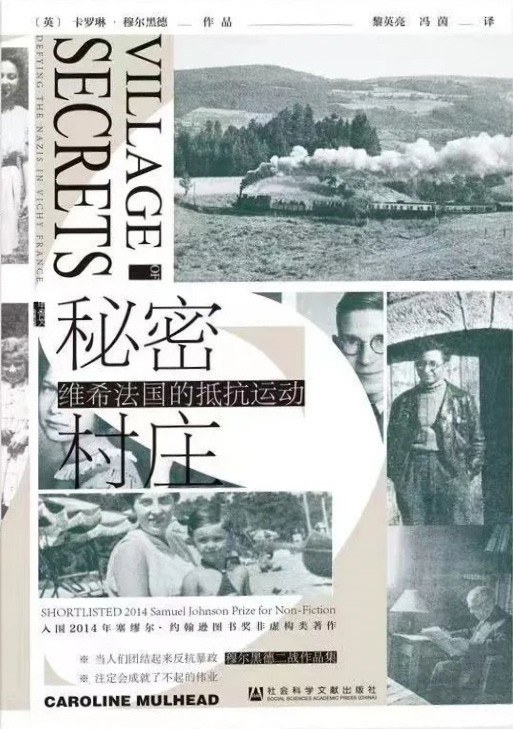 〔英〕 卡罗琳·穆尔黑德 作品 黎英亮 冯茵 译
VILLAGE OF
SECRETS
DEFYING THE NAZIS IN VICHY FRANCE
秘密
维希法国的抵抗运动
村庄
SHORTLISTED 2014 Samuel Johnson Prize for Non-Fiction
入围2014年塞缪尔·约翰逊图书奖非虚构类著作
※ 当人们团结起来反抗暴政 穆尔黑德二战作品集
※ 注定会成就了不起的伟业
CAROLINE MULHEAD
社会科学文献出版社
SOCIAL SCIENCES ACADEMIC PRESS (CHINA)